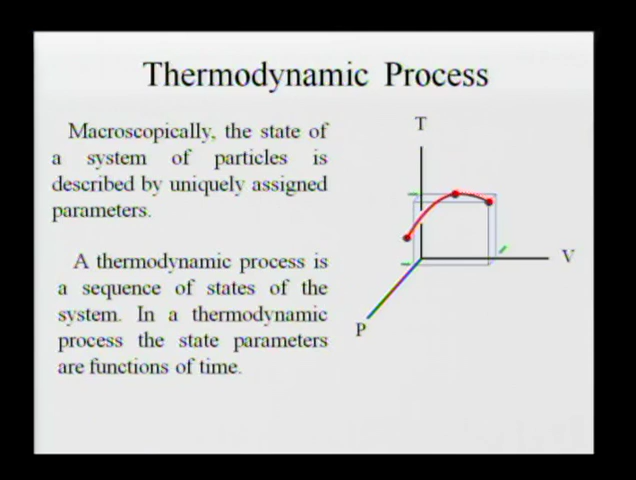 Thermodynamic Process
Macroscopically, the state of
a system of particles is
described by uniquely assigned
parameters.
A thermodynamic process is
a sequence of states of the
system. In a thermodynamic
process the state parameters
are functions of time.
T
V
P